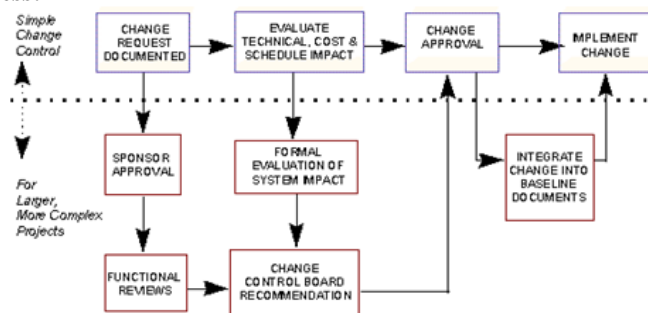 Simple
Change
Control
CHANGE
REQUEST
DOCUMENTED
EVALUATE
TECHNICAL, COST &
SCHEDULE IMPACT
CHANGE
APPROVAL
IMPLEMENT
CHANGE
For
Larger,
More Complex
Projects
SPONSOR
APPROVAL
FORMAL
EVALUATION OF
SYSTEM IMPACT
INTEGRATE
CHANGE INTO
BASELINE
DOCUMENTS
FUNCTIONAL
REVIEWS
CHANGE
CONTROL BOARD
RECOMMENDATION